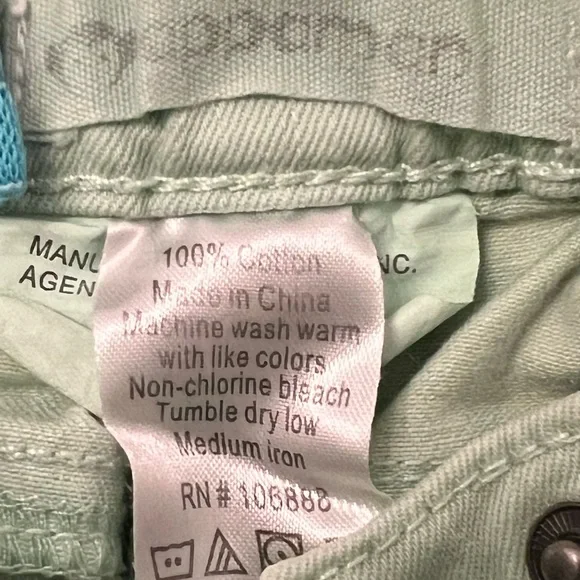 MANU
AGEN
INC.
100% Cotton
Made in China
Machine wash warm
with like colors
Non-chlorine bleach
Tumble dry low
Medium iron
RN# 106888